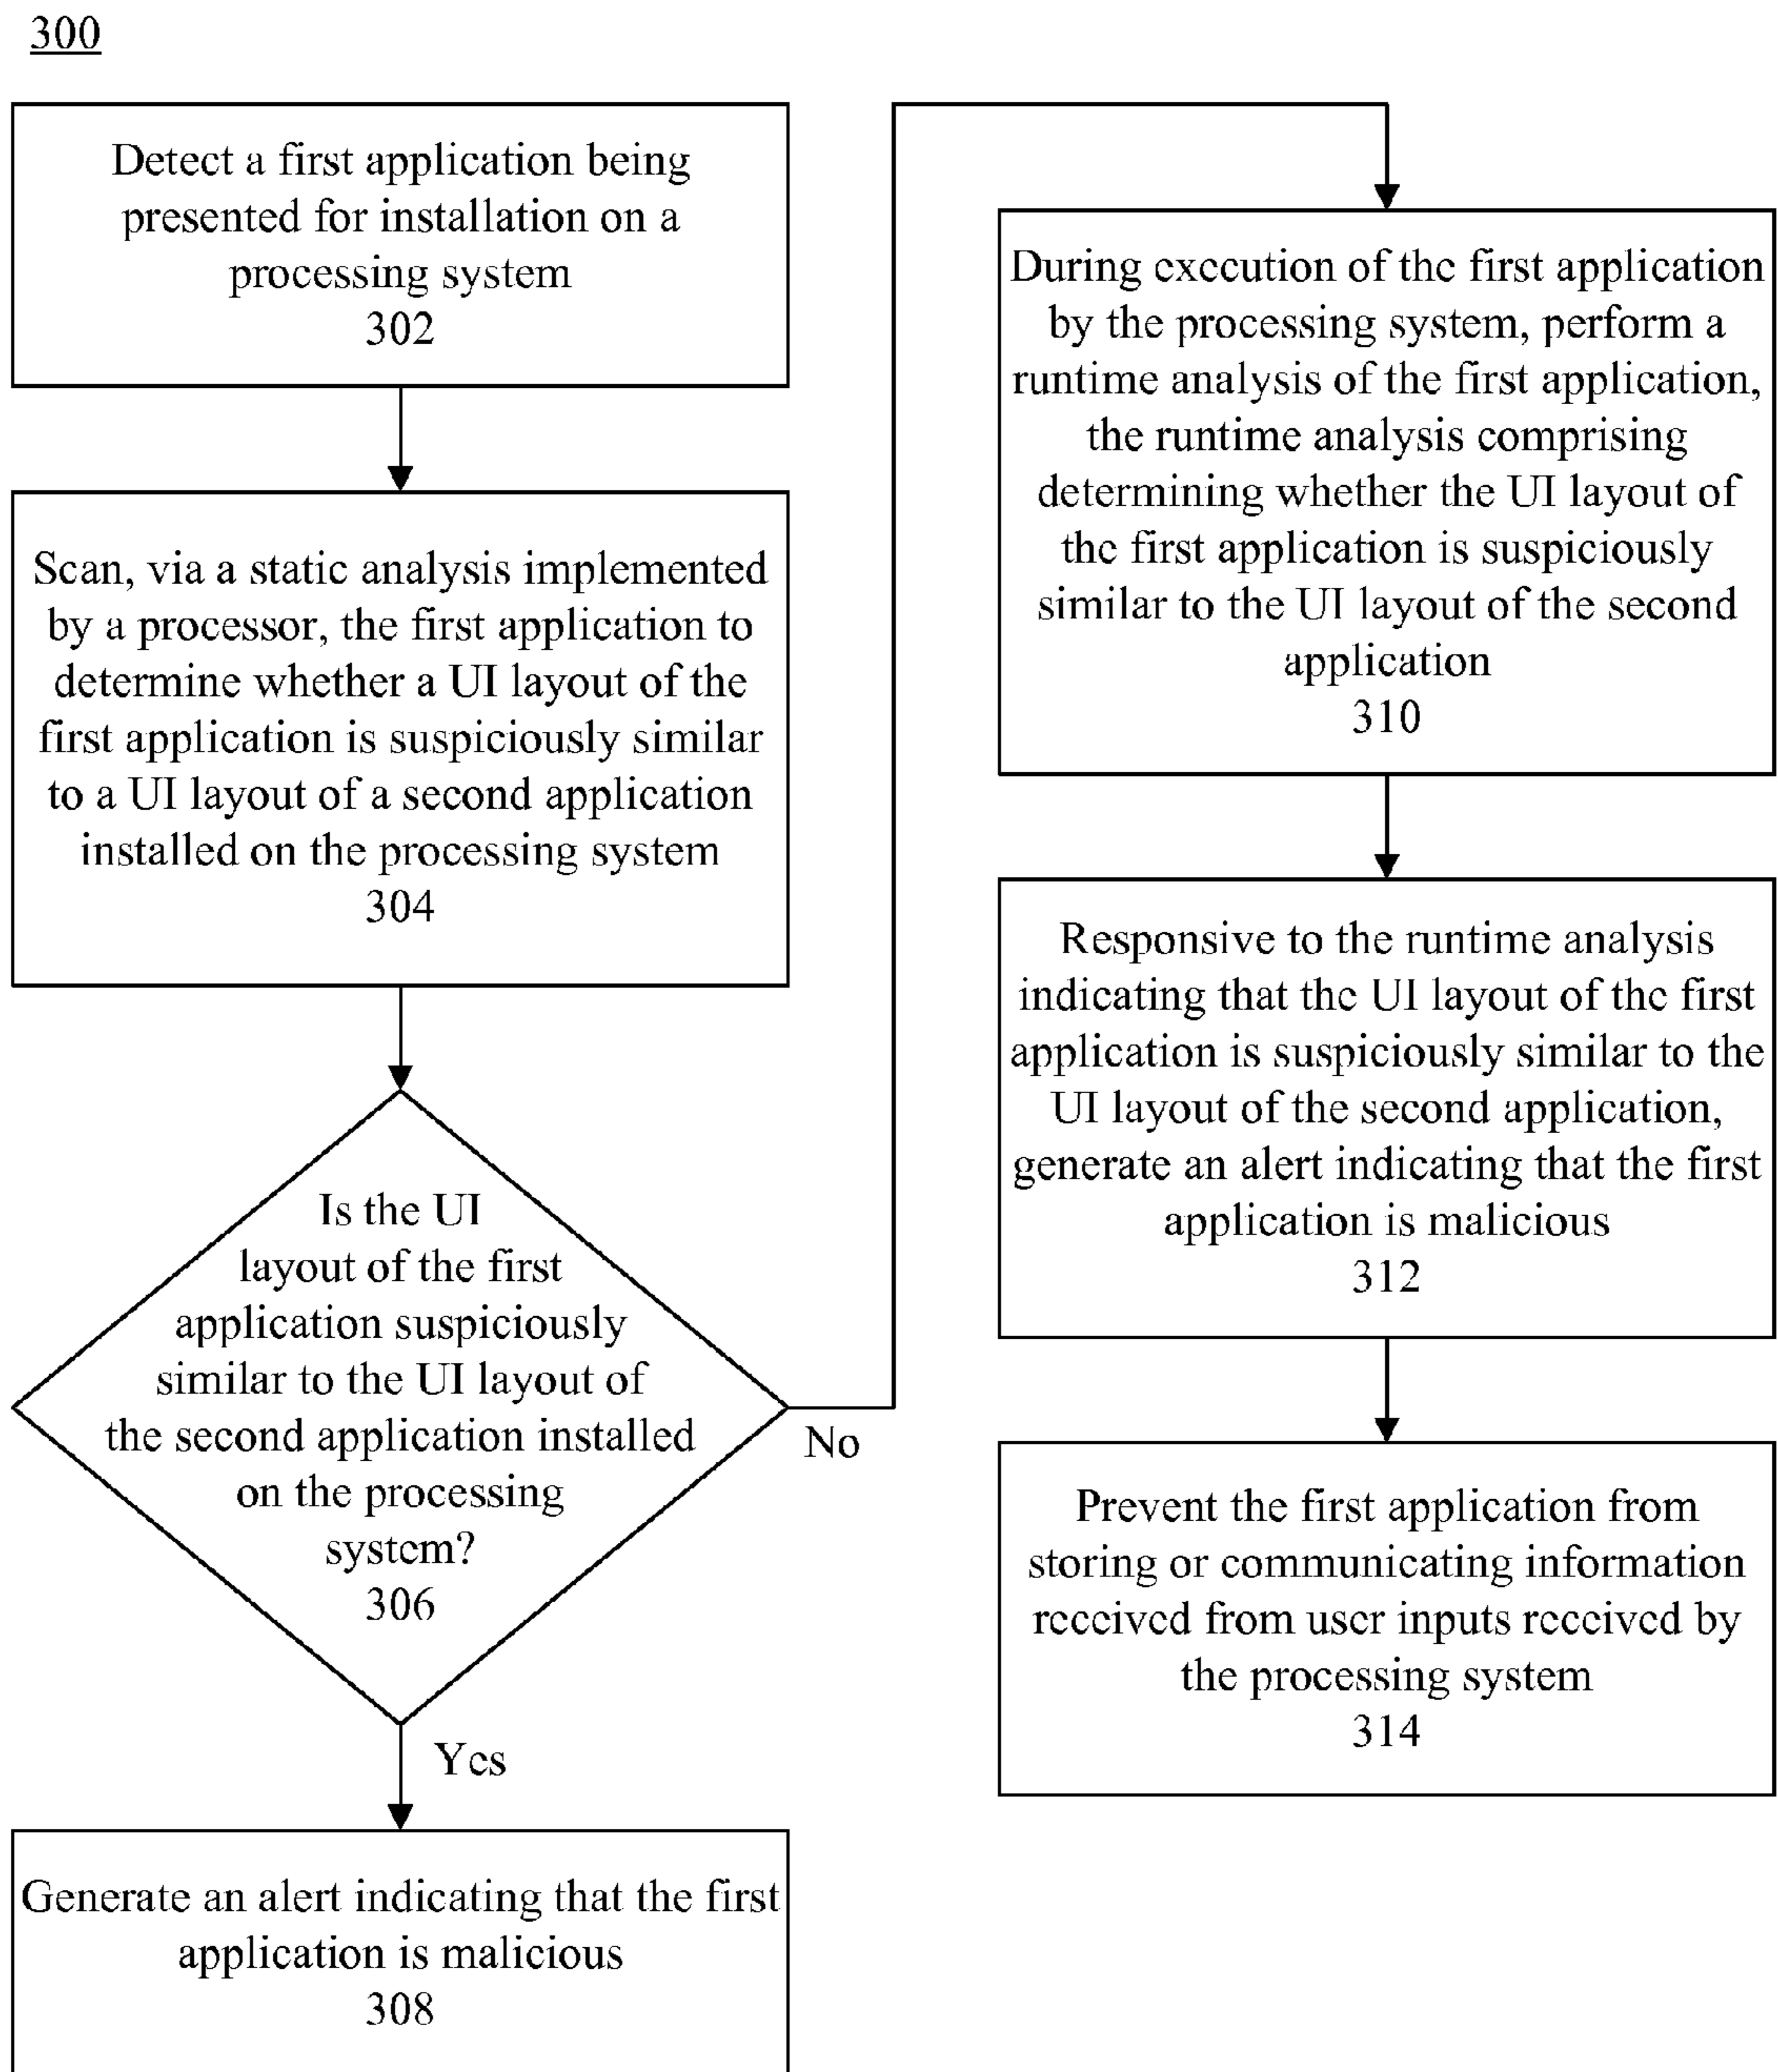 300
Detect a first application being
presented for installation on a
processing system
302
Scan, via a static analysis implemented
by a processor, the first application to
determine whether a UI layout of the
first application is suspiciously similar
to a UI layout of a second application
installed on the processing system
304
Is the UI
layout of the first
application suspiciously
similar to the UI layout of
the second application installed
on the processing
system?
306
No
Yes
Generate an alert indicating that the first
application is malicious
308
During execution of the first application
by the processing system, perform a
runtime analysis of the first application,
the runtime analysis comprising
determining whether the UI layout of
the first application is suspiciously
similar to the UI layout of the second
application
310
Responsive to the runtime analysis
indicating that the UI layout of the first
application is suspiciously similar to the
UI layout of the second application,
generate an alert indicating that the first
application is malicious
312
Prevent the first application from
storing or communicating information
received from user inputs received by
the processing system
314